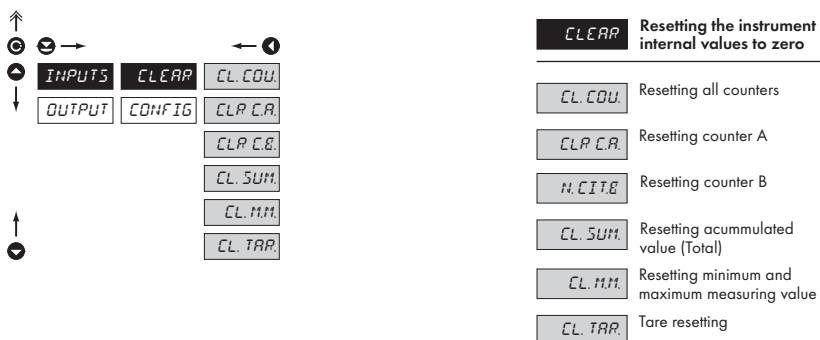 INPUTS CLEAR CL. COU.
OUTPUT CONFIG CLR C.A.
CLR C.B.
CL. SUM.
CL. M.M.
CL. TAR.
CLEAR Resetting the instrument
internal values to zero
CL. COU. Resetting all counters
CLR C.A. Resetting counter A
N. CIT.B Resetting counter B
CL. SUM. Resetting acummulated
value (Total)
CL. M.M. Resetting minimum and
maximum measuring value
CL. TAR. Tare resetting